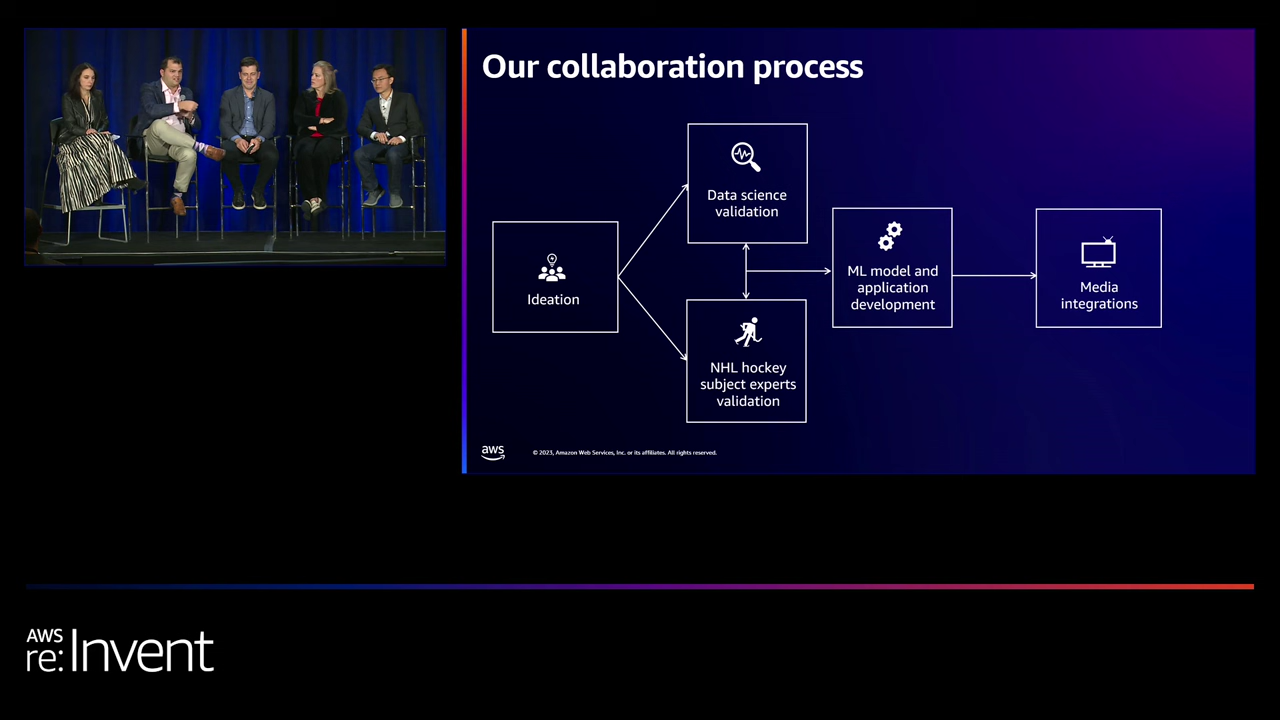 Our collaboration process
Data science
validation
Ideation
ML model and
application
development
Media
integrations
NHL hockey
subject experts
validation
aws
© 2023, Amazon Web Services, Inc. or its affiliates. All rights reserved.
AWS
re:Invent